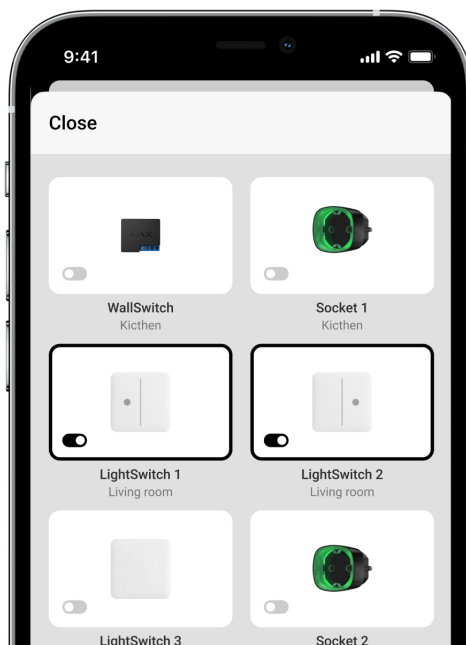 9:41
Close
AJAX
WallSwitch
Kicthen
Socket 1
Kicthen
LightSwitch 1
Living room
LightSwitch 2
Living room
LightSwitch 3
Socket 2